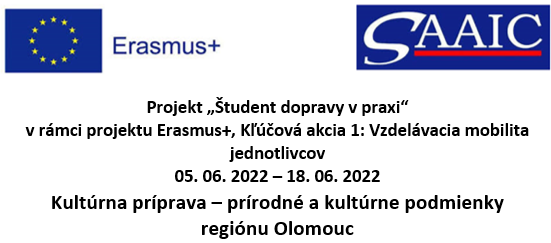 Erasmus+
SAAIC
Projekt „Študent dopravy v praxi“
v rámci projektu Erasmus+, Kľúčová akcia 1: Vzdelávacia mobilita
jednotlivcov
05. 06. 2022 – 18. 06. 2022
Kultúrna príprava – prírodné a kultúrne podmienky
regiónu Olomouc